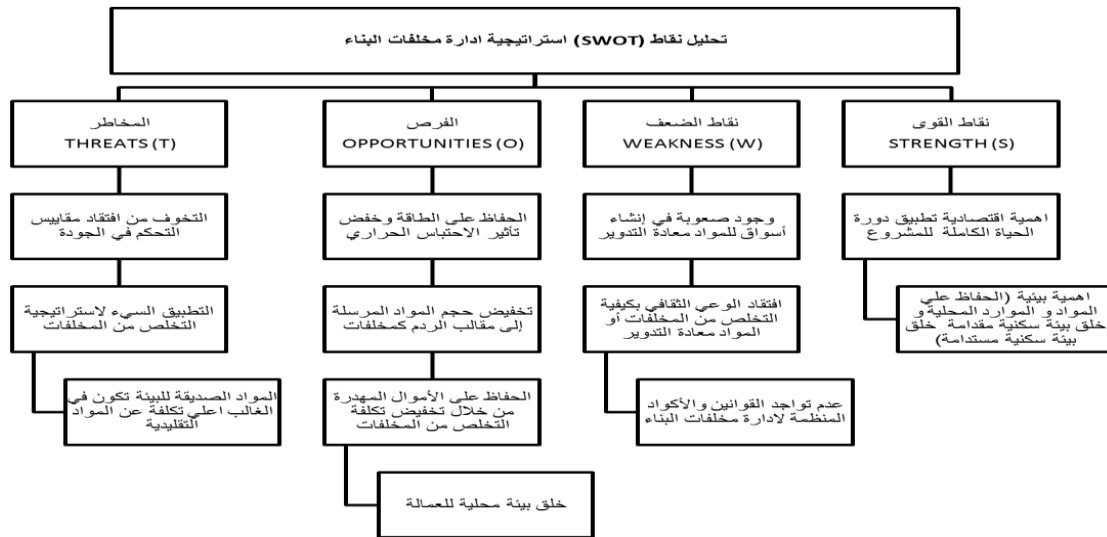 تحليل نقاط (SWOT) استراتيجية ادارة مخلفات البناء
نقاط القوى
STRENGTH (S)
اهمية اقتصادية تطبيق دورة
الحياة الكاملة للمشروع
اهمية بيئية (الحفاظ على
المواد و الموارد المحلية و
خلق بيئة سكنية مقدامة خلق
بيئة سكنية مستدامة)
نقاط الضعف
WEAKNESS (W)
وجود صعوبة في إنشاء
أسواق للمواد معادة التدوير
افتقاد الوعي الثقافي بكيفية
التخلص من المخلفات أو
المواد معادة التدوير
عدم تواجد القوانين والأكواد
المنظمة لادارة مخلفات البناء
الفرص
OPPORTUNITIES (O)
الحفاظ على الطاقة وخفض
تأثير الاحتباس الحراري
تخفيض حجم المواد المرسلة
إلى مقالب الردم كمخلفات
الحفاظ على الأموال المهدرة
من خلال تخفيض تكلفة
التخلص من المخلفات
خلق بيئة محلية للعمالة
المخاطر
THREATS (T)
التخوف من افتقاد مقاييس
التحكم في الجودة
التطبيق السيء لاستراتيجية
التخلص من المخلفات
المواد الصديقة للبيئة تكون في
الغالب اعلي تكلفة عن المواد
التقليدية